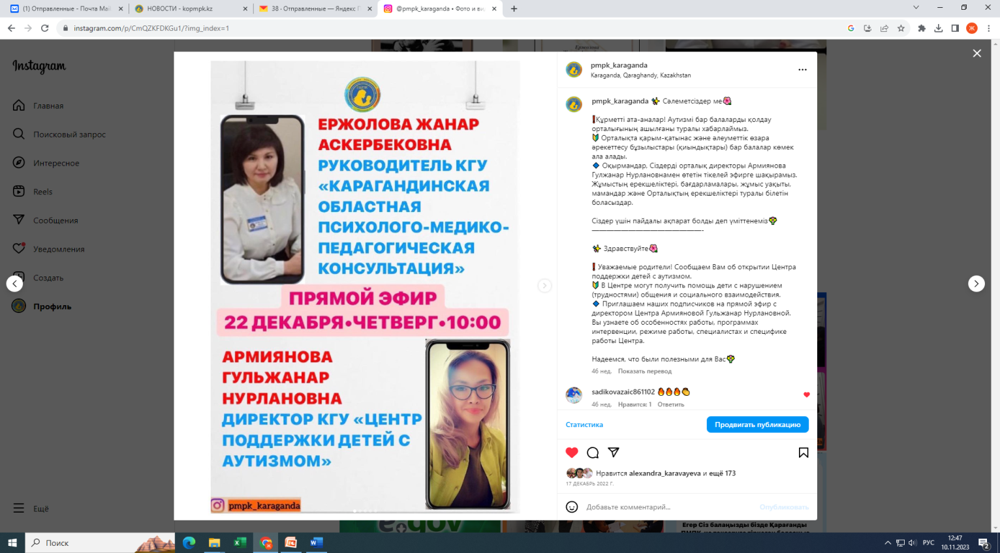 (1) Отправленные - Почта Mail
НОВОСТИ - kopmpk.kz
38 · Отправленные — Яндекс П
@pmpk_karaganda • Фото и ви
instagram.com/p/CmQZKFDKGu1/?img_index=1
Ж
Instagram
Главная
Поисковый запрос
Интересное
Reels
Сообщения
Уведомления
Создать
Профиль
Ещё
ЕРЖОЛОВА ЖАНАР
АСКЕРБЕКОВНА
РУКОВОДИТЕЛЬ КГУ
«КАРАГАНДИНСКАЯ
ОБЛАСТНАЯ
ПСИХОЛОГО-МЕДИКО-
ПЕДАГОГИЧЕСКАЯ
КОНСУЛЬТАЦИЯ»
ПРЯМОЙ ЭФИР
22 ДЕКАБРЯ•ЧЕТВЕРГ•10:00
АРМИЯНОВА
ГУЛЬЖАНАР
НУРЛАНОВНА
ДИРЕКТОР КГУ «ЦЕНТР
ПОДДЕРЖКИ ДЕТЕЙ С
АУТИЗМОМ»
pmpk_karaganda
pmpk_karaganda
Karaganda, Qaraghandy, Kazakhstan
pmpk_karaganda ✨ Сәлеметсіздер ме🌺
❗Құрметті ата-аналар! Аутизмі бар балаларды қолдау
орталығының ашылғаны туралы хабарлаймыз.
🔰 Орталықта қарым-қатынас және әлеуметтік өзара
әрекеттесу бұзылыстары (қиындықтары) бар балалар көмек
ала алады.
🔹 Оқырмандар, Сіздерді орталық директоры Армиянова
Гулжанар Нурлановнамен өтетін тікелей эфирге шақырамыз.
Жұмыстың ерекшеліктері, бағдарламалары, жұмыс уақыты,
мамандар және Орталықтың ерекшеліктері туралы білетін
боласыздар.
Сіздер үшін пайдалы ақпарат болды деп үміттенеміз💐
———————————————-
✨ Здравствуйте🌺
❗ Уважаемые родители! Сообщаем Вам об открытии Центра
поддержки детей с аутизмом.
🔰 В Центре могут получить помощь дети с нарушением
(трудностями) общения и социального взаимодействия.
🔹 Приглашаем наших подписчиков на прямой эфир с
директором Центра Армияновой Гульжанар Нурлановной.
Вы узнаете об особенностях работы, программах
интервенции, режиме работы, специалистах и специфике
работы Центра.
Надеемся, что были полезными для Вас💐
46 нед. Показать перевод
sadikovazaic861102 🔥🔥🔥👏
46 нед. Нравится: 1 Ответить
Статистика
Продвигать публикацию
Нравится alexandra_karavayeva и ещё 173
17 ДЕКАБРЬ 2022 Г.
Добавьте комментарий...
Опубликовать
egov
Егер Сіз балаңызды бізде Қарағанды
Поиск
РУС
12:47
10.11.2023
2